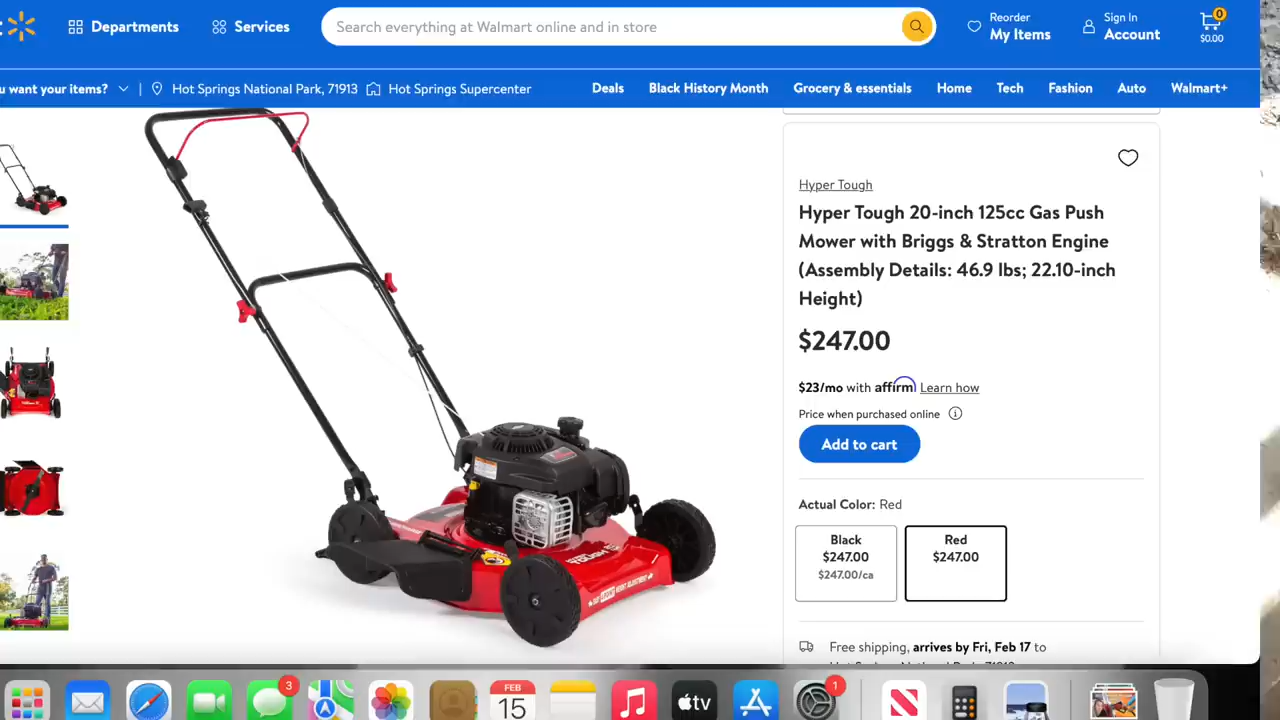 Departments
Services
Search everything at Walmart online and in store
Reorder
My Items
Sign In
Account
0
$0.00
u want your items?
Hot Springs National Park, 71913
Hot Springs Supercenter
Deals
Black History Month
Grocery & essentials
Home
Tech
Fashion
Auto
Walmart+
Hyper Tough
Hyper Tough 20-inch 125cc Gas Push
Mower with Briggs & Stratton Engine
(Assembly Details: 46.9 lbs; 22.10-inch
Height)
$247.00
$23/mo with affirm Learn how
Price when purchased online
Add to cart
Actual Color: Red
Black
$247.00
$247.00/ca
Red
$247.00
Free shipping, arrives by Fri, Feb 17 to
3
FEB
15
tv
1